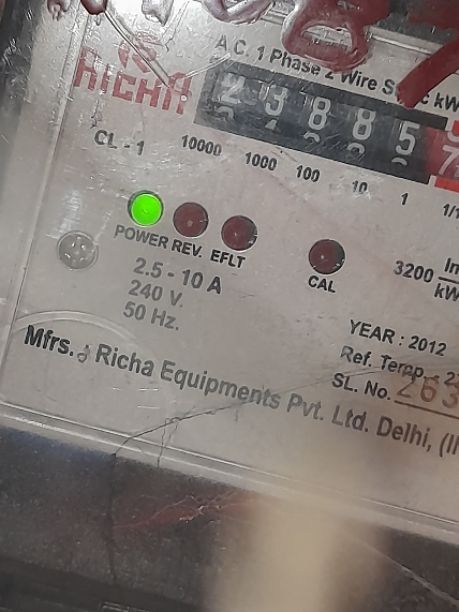 A.C. 1 Phase 2 Wire
RICHA
2 3 8 8 5 7
CL - 1
10000 1000 100 10 1
POWER REV. EFLT
CAL
3200
2.5 - 10 A
240 V.
50 Hz.
YEAR : 2012
Ref. Temp.
SL. No. 263
Mfrs. : Richa Equipments Pvt. Ltd. Delhi,